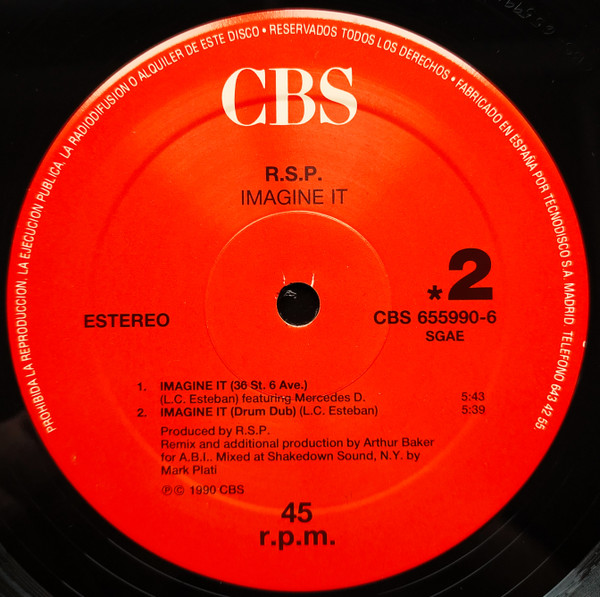 PROHIBIDA LA REPRODUCCION, LA EJECUCION PUBLICA, LA RADIODIFUSION O ALQUILER DE ESTE DISCO • RESERVADOS TODOS LOS DERECHOS • FABRICADO EN ESPAÑA POR TECNODISCO S.A. MADRID. TELEFONO 643 42 55.
CBS
R.S.P.
IMAGINE IT
*2
ESTEREO
CBS 655990-6
SGAE
1. IMAGINE IT (36 St. 6 Ave.)
(L.C. Esteban) featuring Mercedes D. 5:43
2. IMAGINE IT (Drum Dub) (L.C. Esteban) 5:39
Produced by R.S.P.
Remix and additional production by Arthur Baker
for A.B.I.. Mixed at Shakedown Sound, N.Y. by
Mark Plati
℗© 1990 CBS
45
r.p.m.